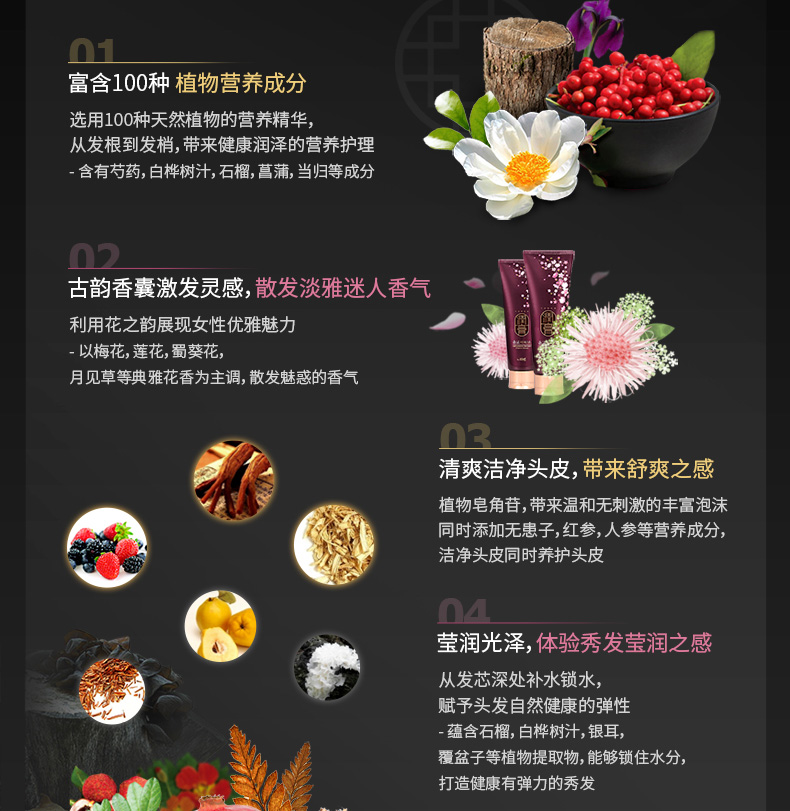 01
富含100种 植物营养成分
选用100种天然植物的营养精华,
从发根到发梢,带来健康润泽的营养护理
- 含有芍药,白桦树汁,石榴,菖蒲,当归等成分
02
古韵香囊激发灵感,散发淡雅迷人香气
利用花之韵展现女性优雅魅力
- 以梅花,莲花,蜀葵花,
月见草等典雅花香为主调,散发魅惑的香气
03
清爽洁净头皮,带来舒爽之感
植物皂角苷,带来温和无刺激的丰富泡沫
同时添加无患子,红参,人参等营养成分,
洁净头皮同时养护头皮
04
莹润光泽,体验秀发莹润之感
从发芯深处补水锁水,
赋予头发自然健康的弹性
- 蕴含石榴,白桦树汁,银耳,
覆盆子等植物提取物,能够锁住水分,
打造健康有弹力的秀发